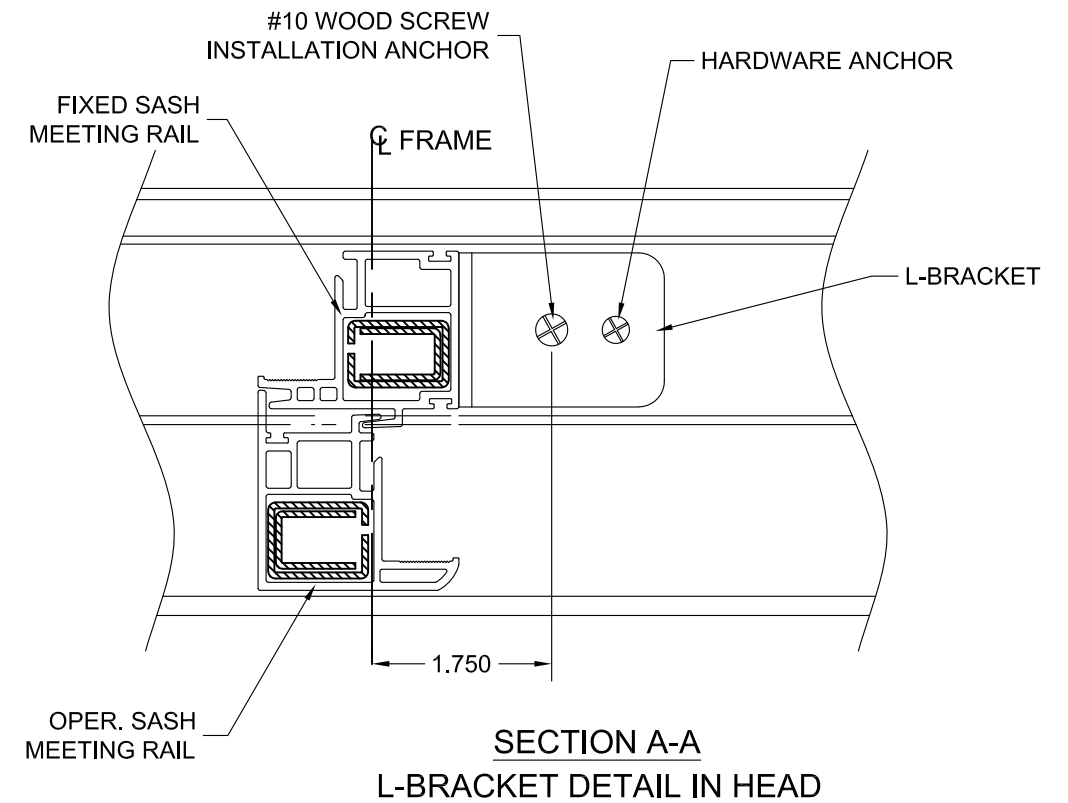 #10 WOOD SCREW
INSTALLATION ANCHOR
HARDWARE ANCHOR
FIXED SASH
MEETING RAIL
℄ FRAME
L-BRACKET
1.750
OPER. SASH
MEETING RAIL
SECTION A-A
L-BRACKET DETAIL IN HEAD